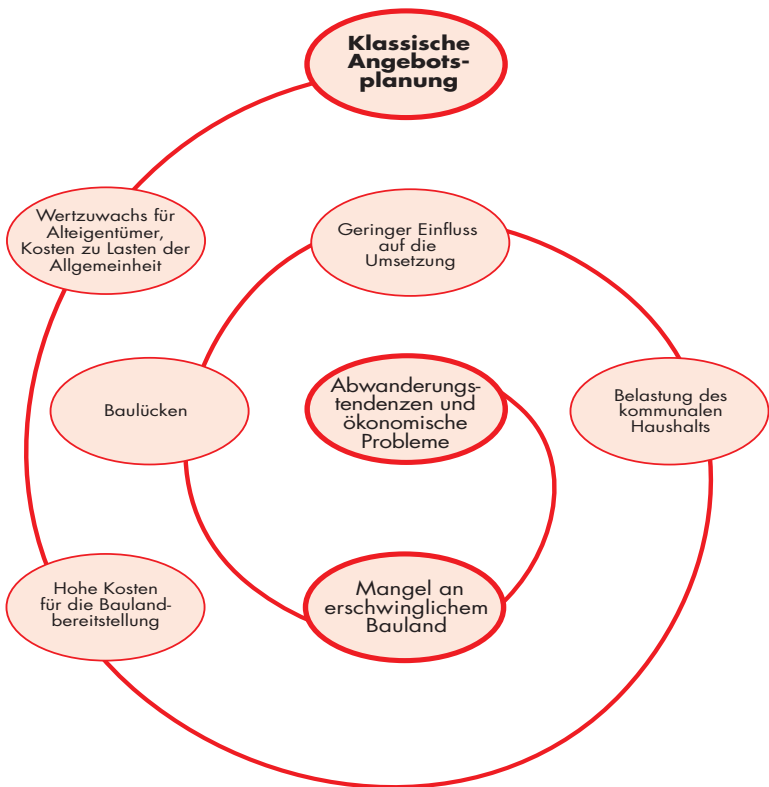 Klassische
Angebots-
planung
Wertzuwachs für
Alteigentümer,
Kosten zu Lasten der
Allgemeinheit
Geringer Einfluss
auf die
Umsetzung
Baulücken
Abwanderungs-
tendenzen und
ökonomische
Probleme
Belastung des
kommunalen
Haushalts
Hohe Kosten
für die Bauland-
bereitstellung
Mangel an
erschwinglichem
Bauland